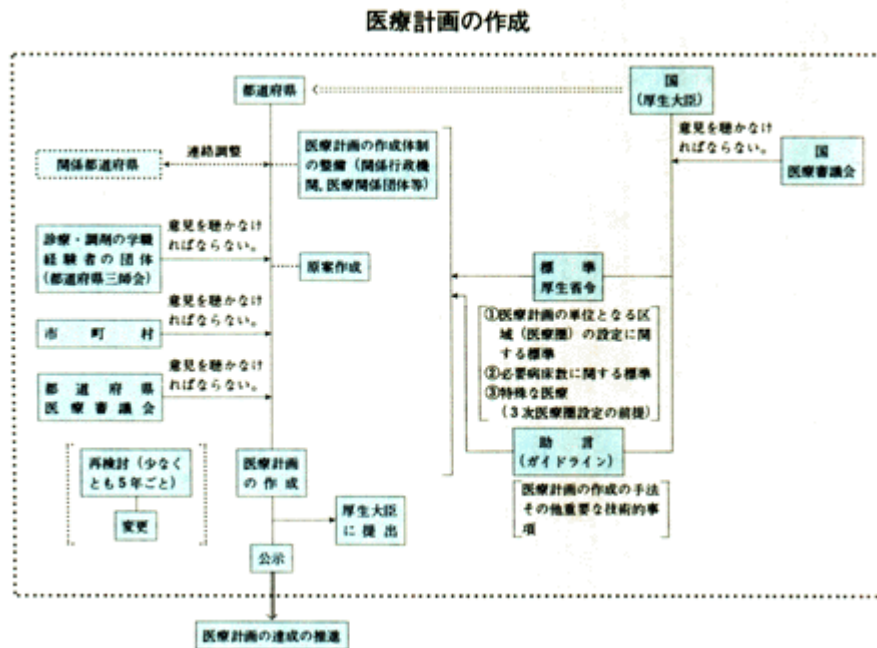 医療計画の作成
都道府県
国
(厚生大臣)
意見を聴かなけ
ればならない。
国
医療審議会
関係都道府県
連絡調整
医療計画の作成体制
の整備(関係行政機
関、医療関係団体等)
診療・調剤の学識
経験者の団体
(都道府県三師会)
意見を聴かなけ
ればならない。
原案作成
標準
厚生省令
①医療計画の単位となる区
域(医療圏)の設定に関
する標準
②必要病床数に関する標準
③特殊な医療
(3次医療圏設定の前提)
市町村
意見を聴かなけ
ればならない。
都道府県
医療審議会
意見を聴かなけ
ればならない。
助言
(ガイドライン)
医療計画の作成の手法
その他重要な技術的事
項
再検討(少なく
とも5年ごと)
変更
医療計画
の作成
厚生大臣
に提出
公示
医療計画の達成の推進